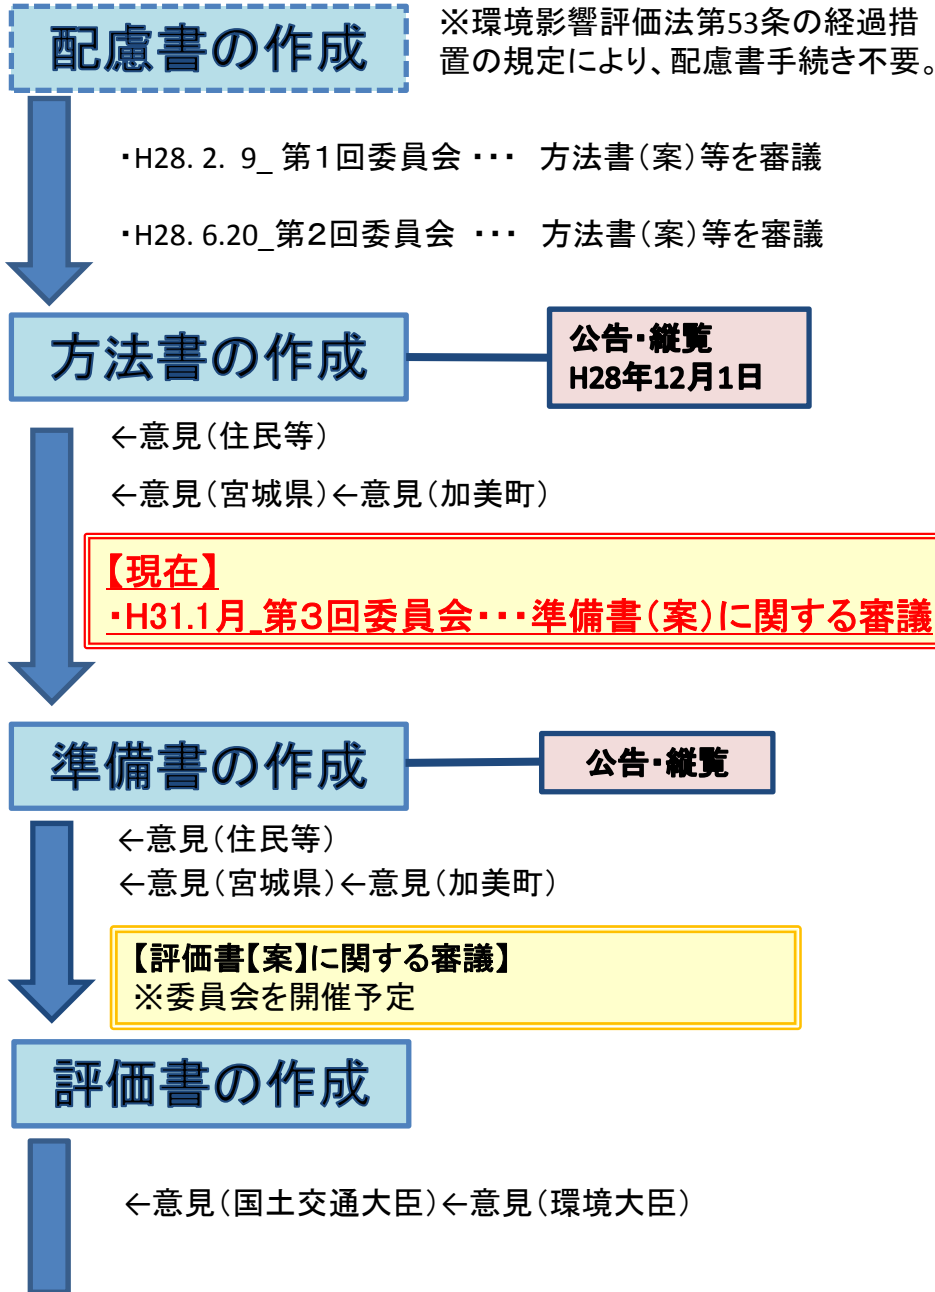 配慮書の作成
※環境影響評価法第53条の経過措
置の規定により、配慮書手続き不要。
・H28. 2. 9_ 第１回委員会 ・・・ 方法書（案）等を審議
・H28. 6.20_第２回委員会 ・・・ 方法書（案）等を審議
方法書の作成
公告・縦覧
H28年12月1日
←意見（住民等）
←意見（宮城県）←意見（加美町）
【現在】
・H31.1月_第３回委員会・・・準備書（案）に関する審議
準備書の作成
公告・縦覧
←意見（住民等）
←意見（宮城県）←意見（加美町）
【評価書【案】に関する審議】
※委員会を開催予定
評価書の作成
←意見（国土交通大臣）←意見（環境大臣）